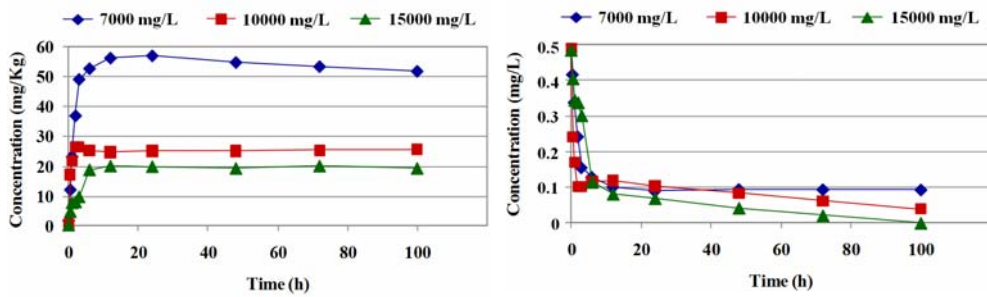 7000 mg/L 10000 mg/L 15000 mg/L
Concentration (mg/Kg)
60
50
40
30
20
10
0
0 20 40 60 80 100
Time (h)
7000 mg/L 10000 mg/L 15000 mg/L
Concentration (mg/L)
0.5
0.4
0.3
0.2
0.1
0
0 20 40 60 80 100
Time (h)